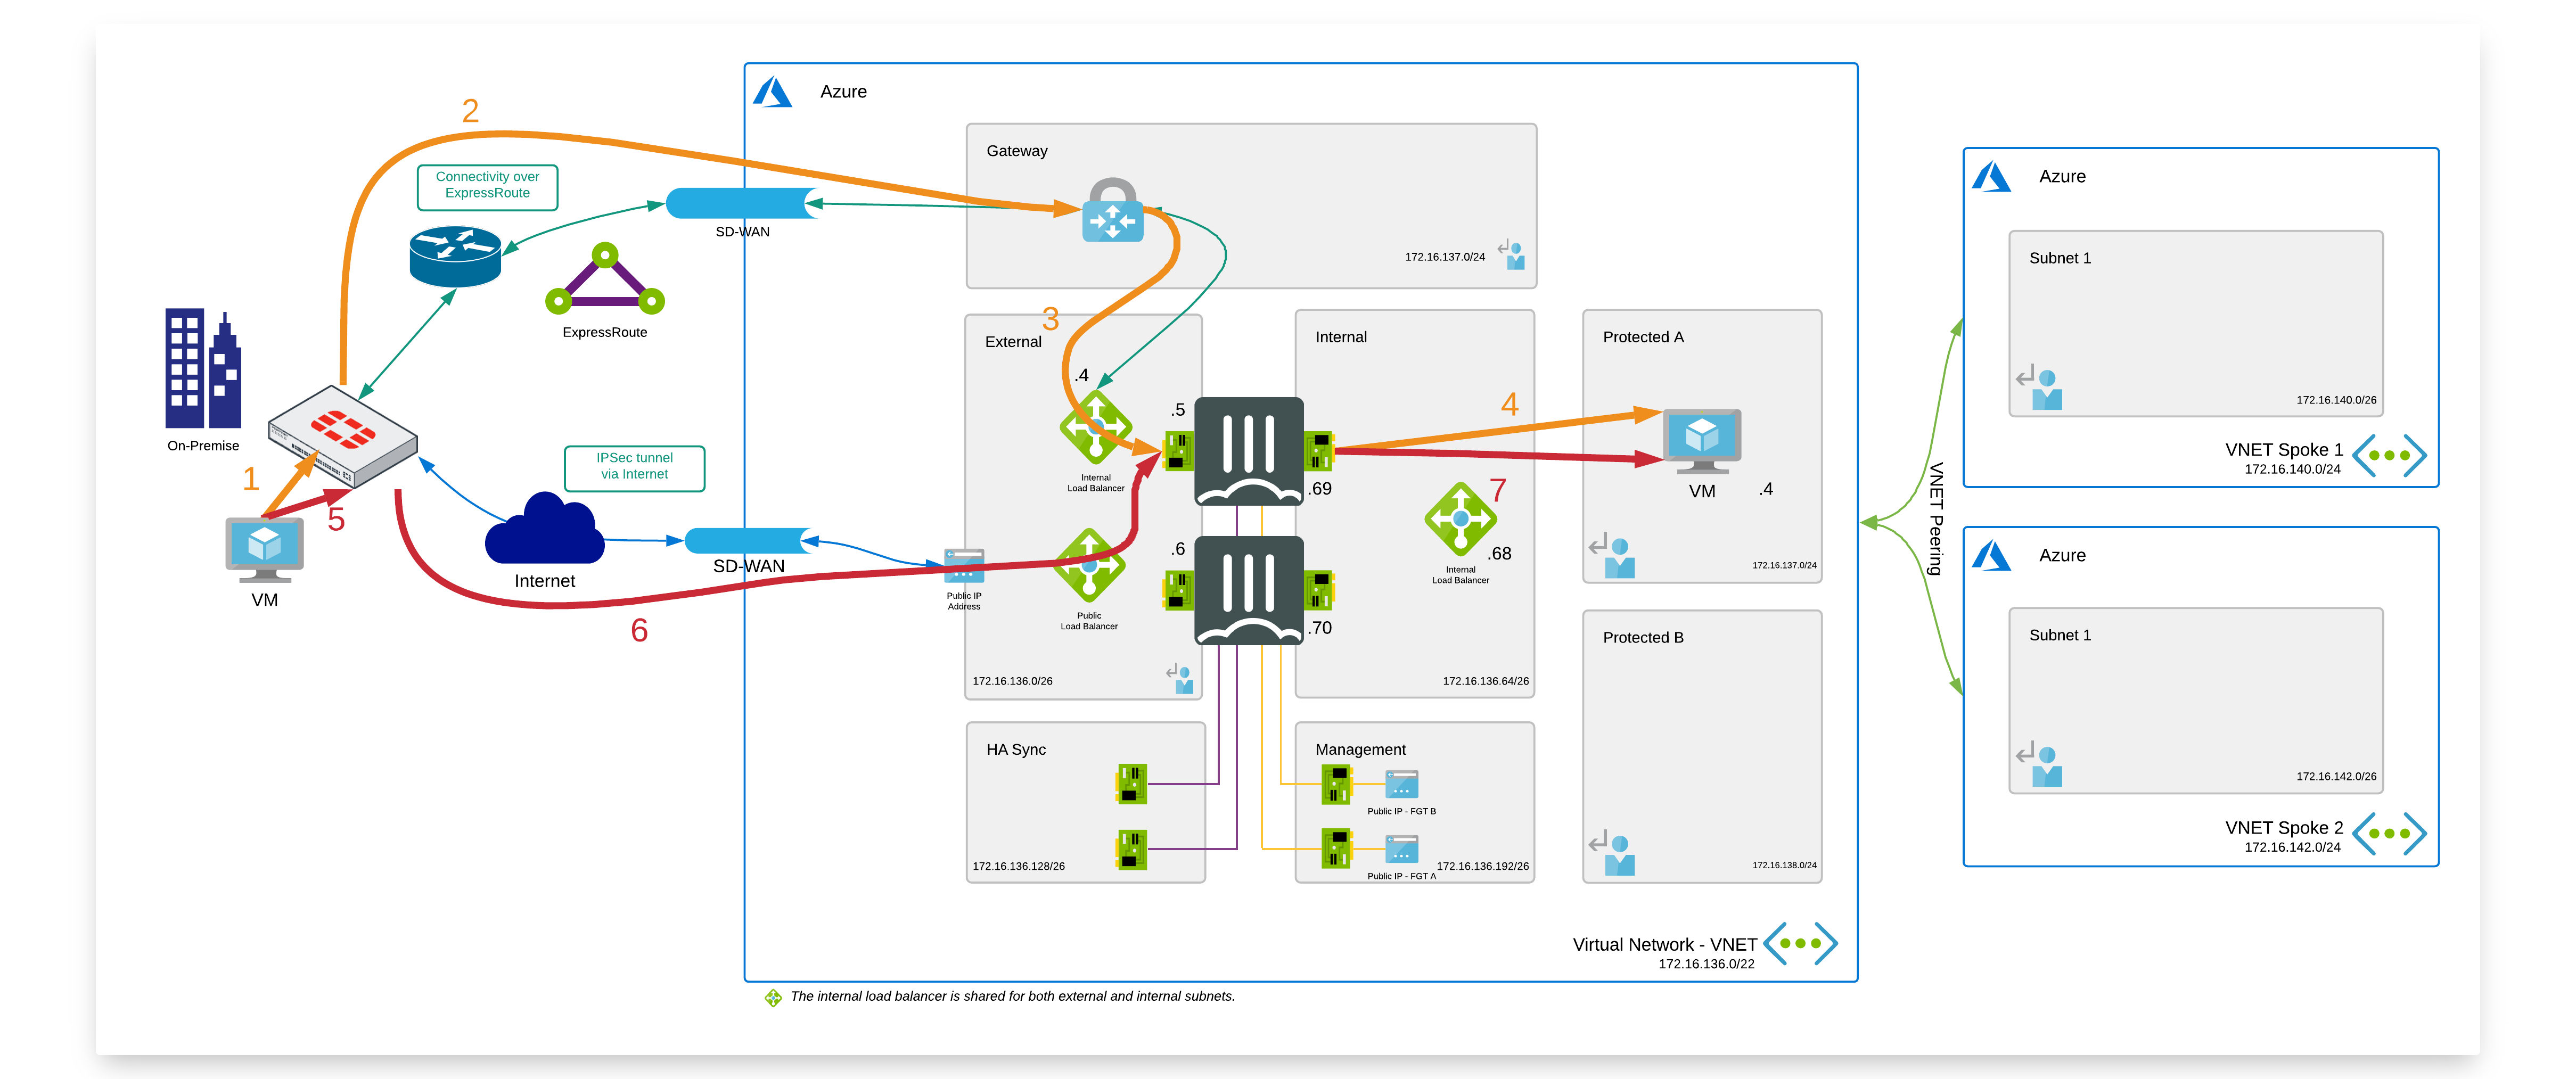 2
Azure
Connectivity over
ExpressRoute
Gateway
SD-WAN
172.16.137.0/24
ExpressRoute
On-Premise
1
5
VM
IPSec tunnel
via Internet
Internet
SD-WAN
6
3
External
.4
Internal
Load Balancer
.5
.6
Public IP
Address
Public
Load Balancer
172.16.136.0/26
Internal
4
.69
7
.68
Internal
Load Balancer
.70
172.16.136.64/26
Protected A
VM
.4
172.16.137.0/24
Protected B
172.16.138.0/24
HA Sync
172.16.136.128/26
Management
Public IP - FGT B
Public IP - FGT A
172.16.136.192/26
Virtual Network - VNET
172.16.136.0/22
The internal load balancer is shared for both external and internal subnets.
VNET Peering
Azure
Subnet 1
172.16.140.0/26
VNET Spoke 1
172.16.140.0/24
Azure
Subnet 1
172.16.142.0/26
VNET Spoke 2
172.16.142.0/24